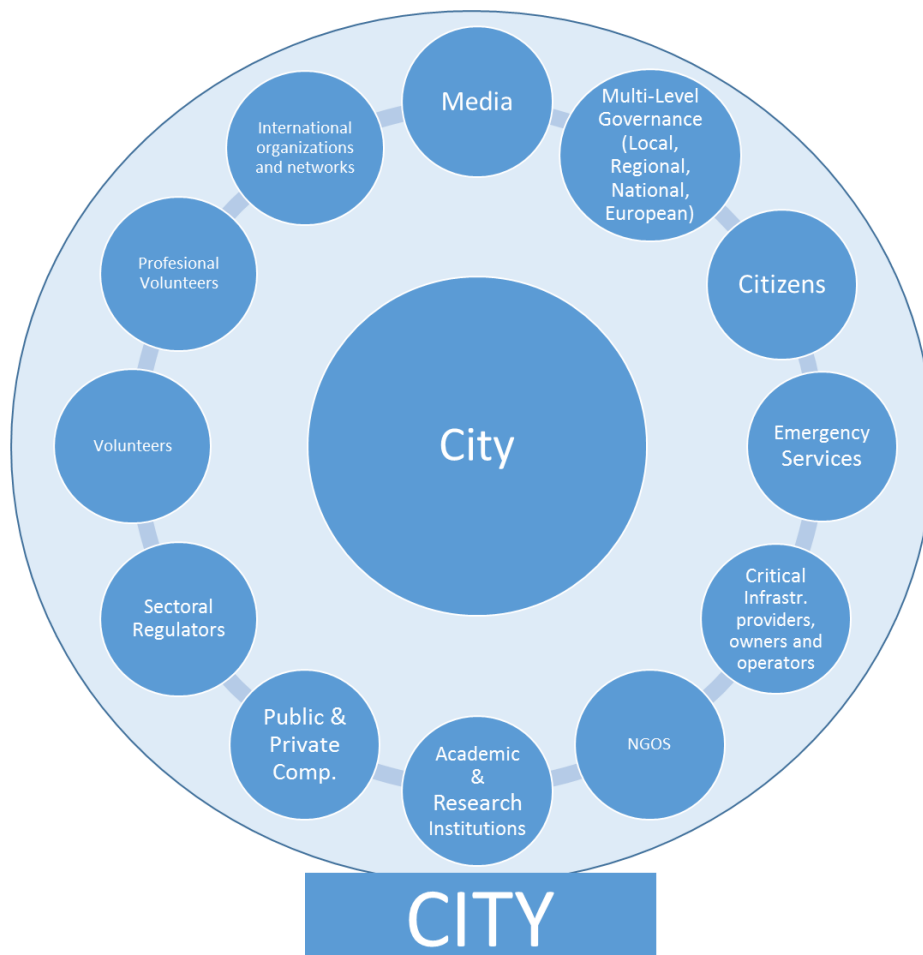 Media
Multi-Level
Governance
(Local,
Regional,
National,
European)
Citizens
Emergency
Services
Critical
Infrastr.
providers,
owners and
operators
NGOS
Academic
&
Research
Institutions
Public &
Private
Comp.
Sectoral
Regulators
Volunteers
Profesional
Volunteers
International
organizations
and networks
City
CITY